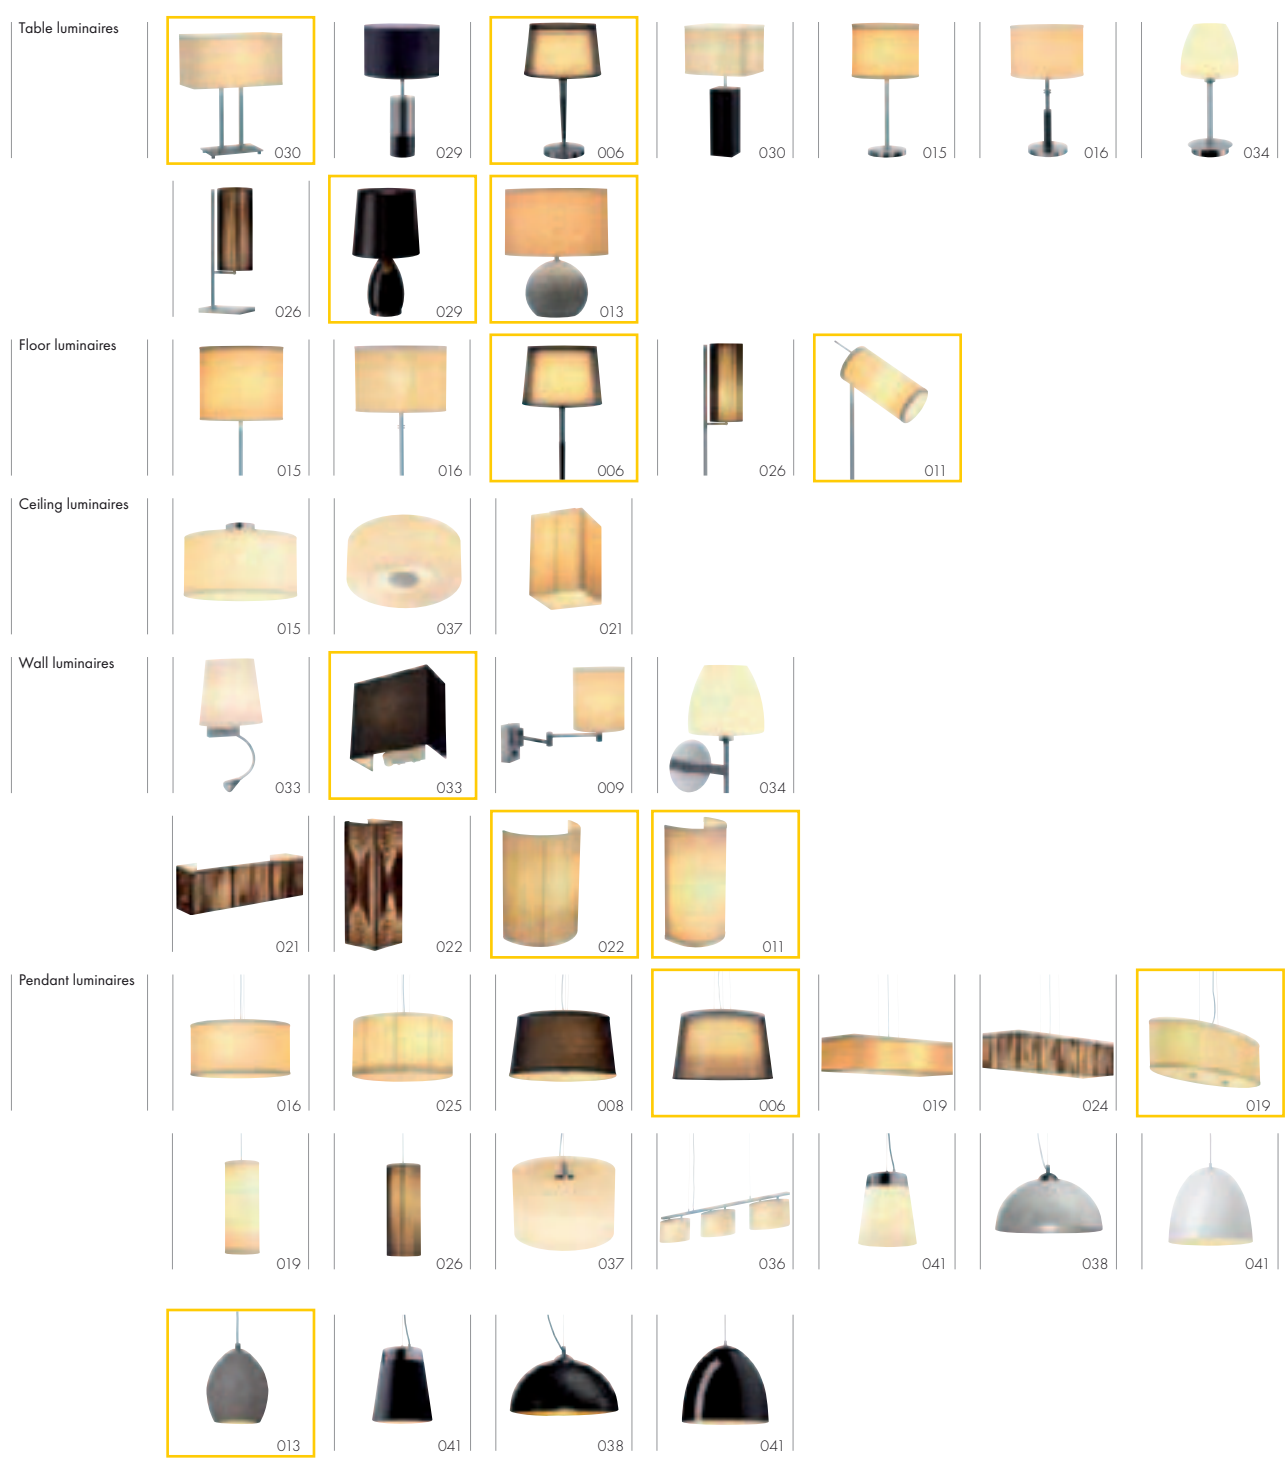 Table luminaires
030 029 006 030 015 016 034
026 029 013
Floor luminaires
015 016 006 026 011
Ceiling luminaires
015 037 021
Wall luminaires
033 033 009 034
021 022 022 011
Pendant luminaires
016 025 008 006 019 024 019
019 026 037 036 041 038 041
013 041 038 041